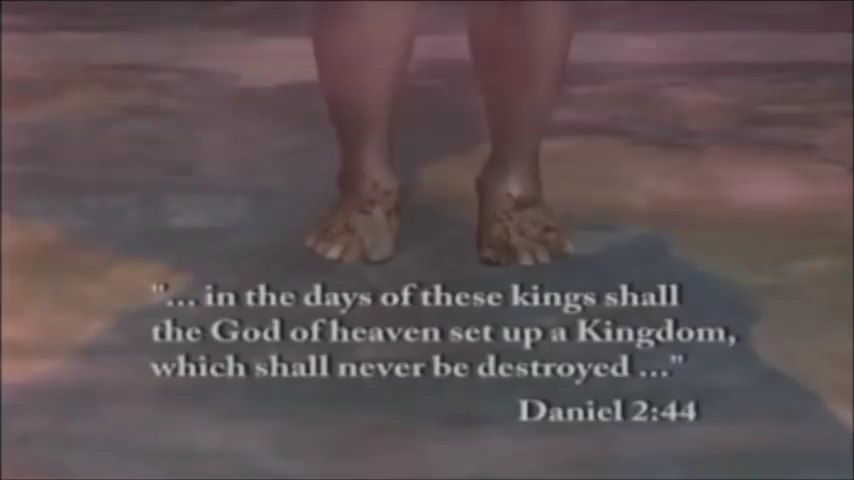 "... in the days of these kings shall
the God of heaven set up a Kingdom,
which shall never be destroyed ..."
Daniel 2:44